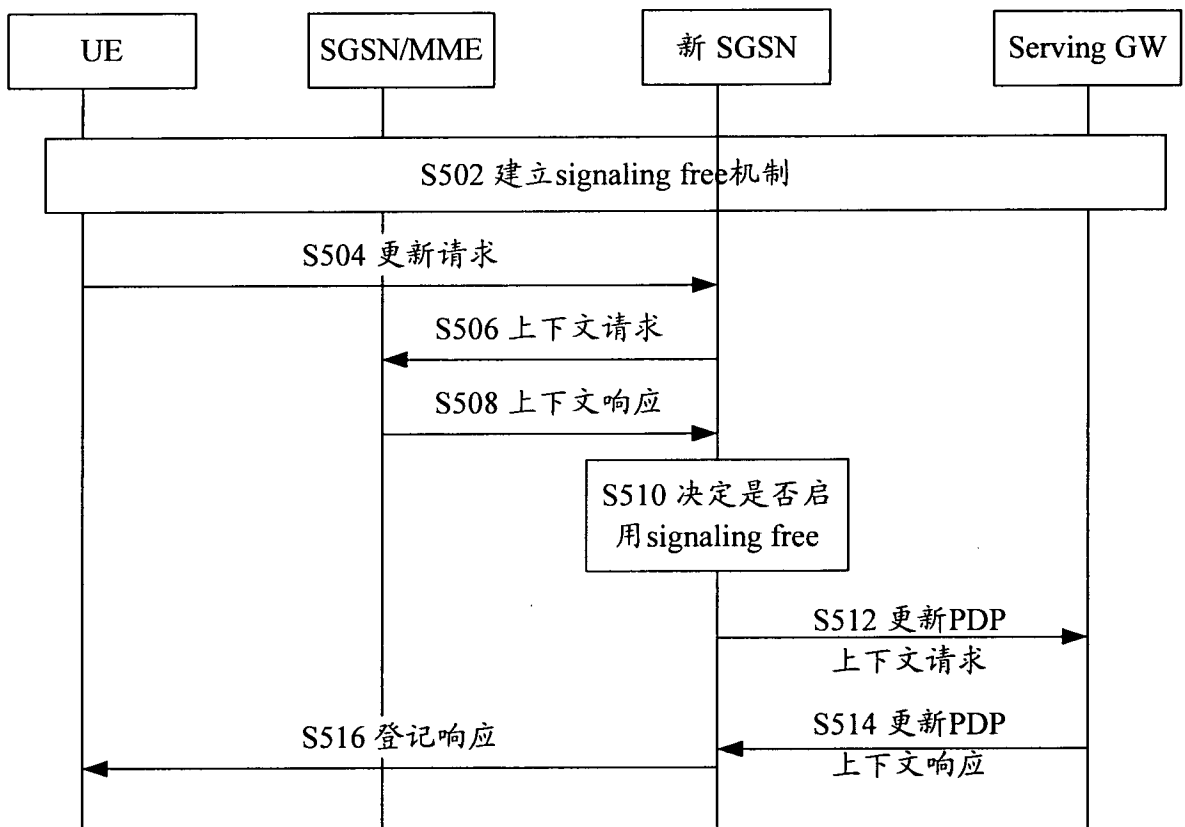 UE
SGSN/MME
新 SGSN
Serving GW
S502 建立signaling free机制
S504 更新请求
S506 上下文请求
S508 上下文响应
S510 决定是否启
用signaling free
S512 更新PDP
上下文请求
S514 更新PDP
上下文响应
S516 登记响应